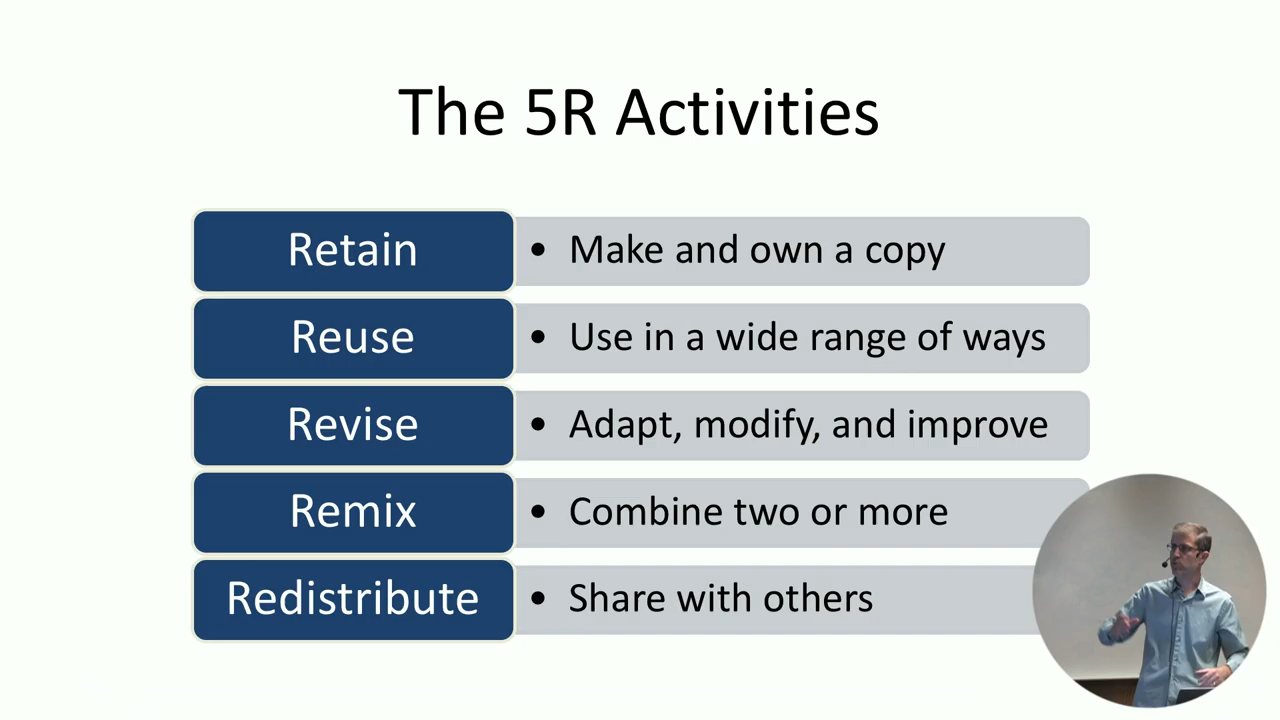 The 5R Activities
Retain
• Make and own a copy
Reuse
• Use in a wide range of ways
Revise
• Adapt, modify, and improve
Remix
• Combine two or more
Redistribute
• Share with others